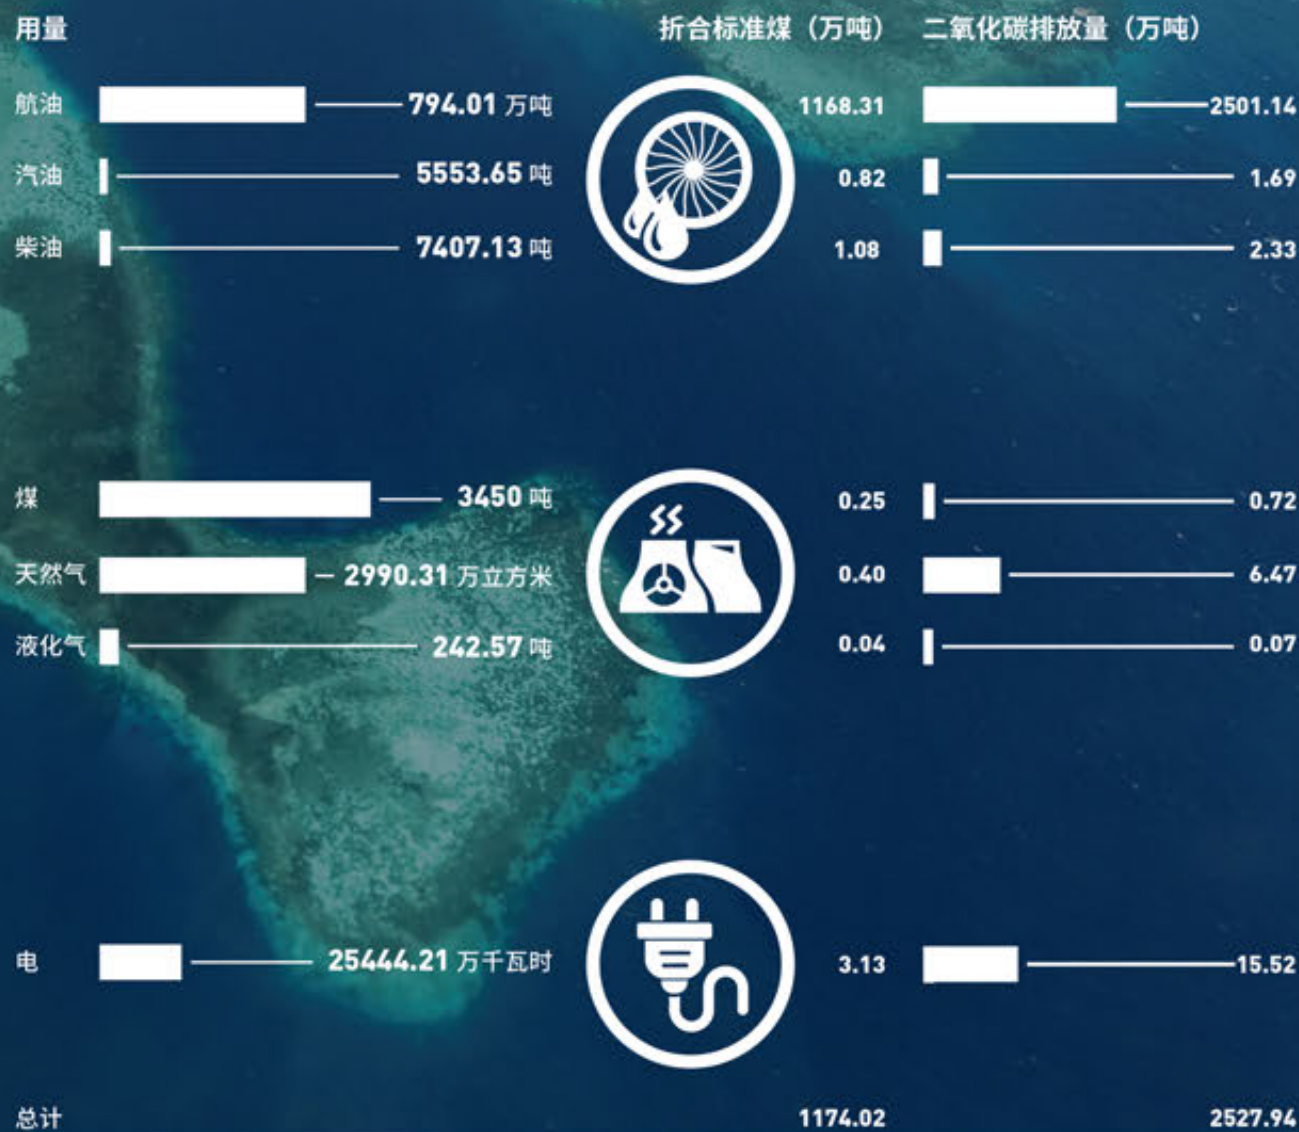 用量 折合标准煤（万吨） 二氧化碳排放量（万吨）
航油 794.01 万吨 1168.31 2501.14
汽油 5553.65 吨 0.82 1.69
柴油 7407.13 吨 1.08 2.33
煤 3450 吨 0.25 0.72
天然气 2990.31 万立方米 0.40 6.47
液化气 242.57 吨 0.04 0.07
电 25444.21 万千瓦时 3.13 15.52
总计 1174.02 2527.94